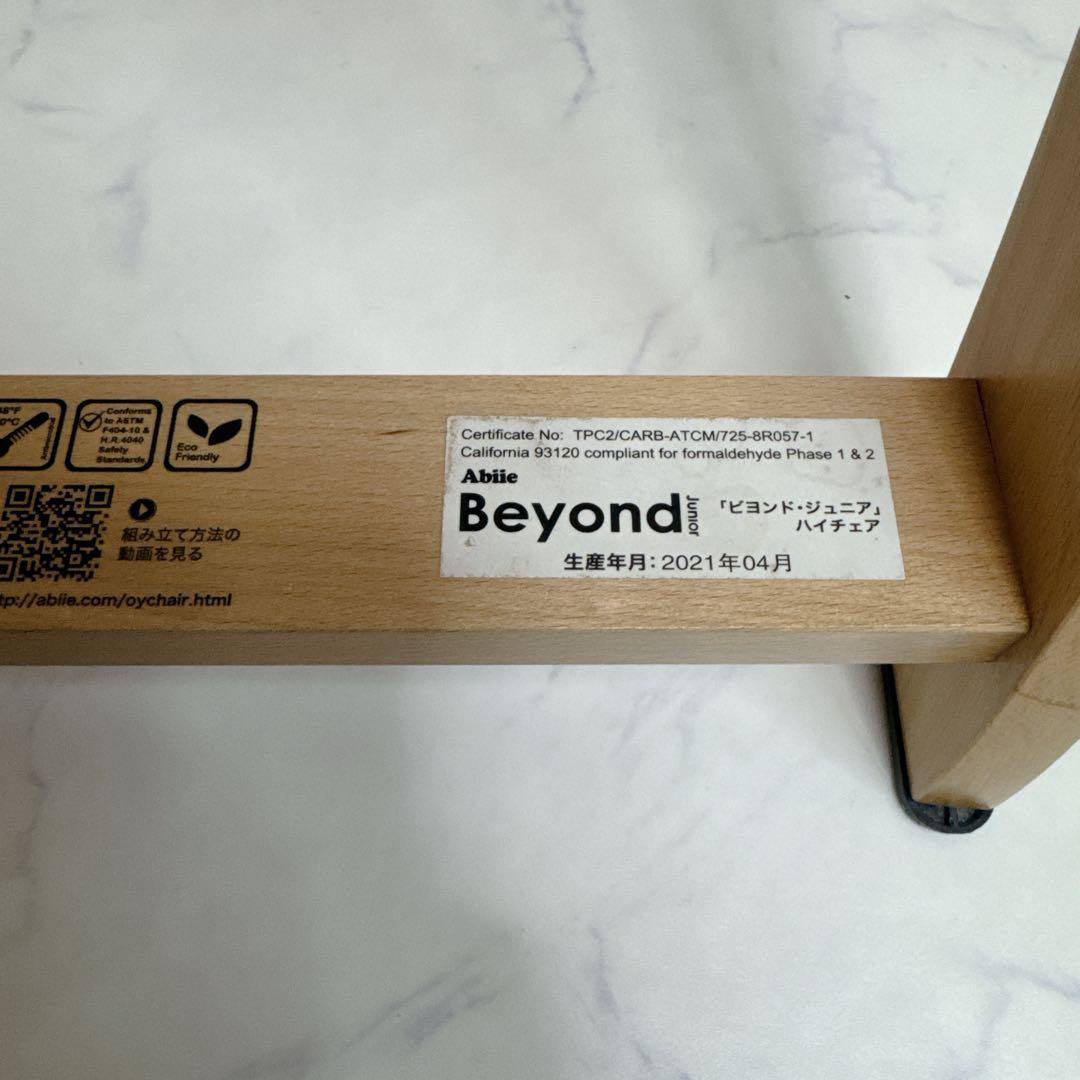 Conforms
to ASTM
F404-10 &
H.R.4040
Safety
Standards
Antimicrobial
Eco
Friendly
組み立て方法の
動画を見る
tp://abiie.com/oychair.html
Certificate No: TPC2/CARB-ATCM/725-8R057-1
California 93120 compliant for formaldehyde Phase 1 & 2
Abiie
Beyond Junior
「ビヨンド・ジュニア」
ハイチェア
生産年月：2021年04月